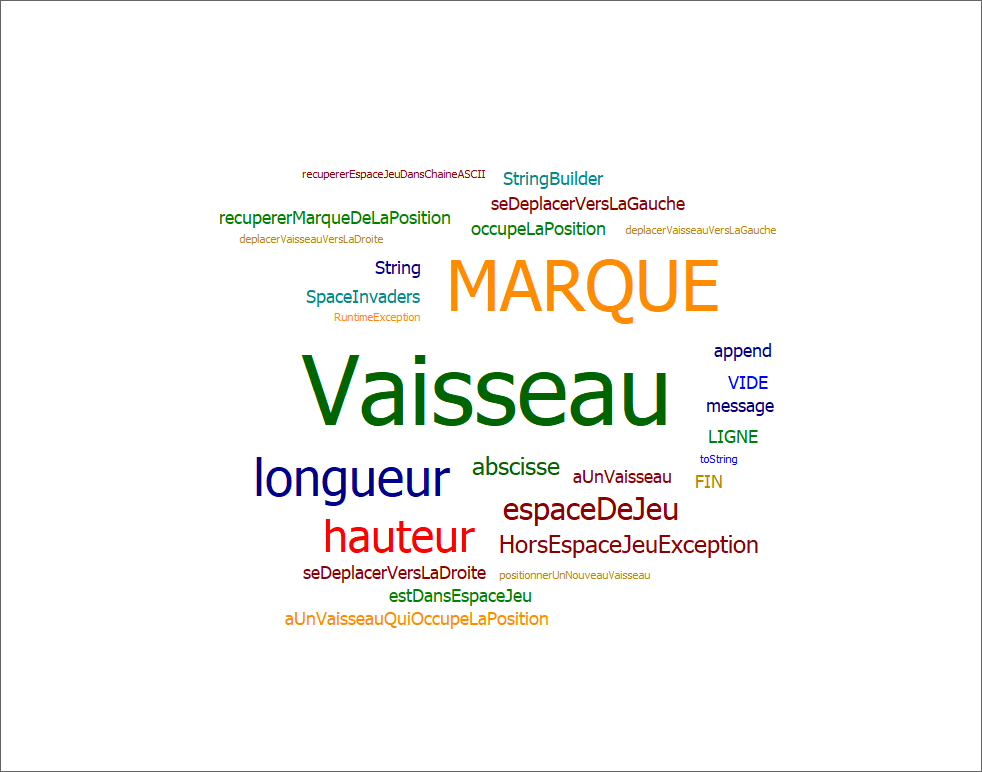 recupererEspaceJeuDansChaineASCII
StringBuilder
seDeplacerVersLaGauche
recupererMarqueDeLaPosition
occupeLaPosition
deplacerVaisseauVersLaGauche
deplacerVaisseauVersLaDroite
String
MARQUE
SpaceInvaders
RuntimeException
append
Vaisseau
VIDE
message
LIGNE
toString
longueur
abscisse
aUnVaisseau
FIN
espaceDeJeu
hauteur
HorsEspaceJeuException
seDeplacerVersLaDroite
positionnerUnNouveauVaisseau
estDansEspaceJeu
aUnVaisseauQuiOccupeLaPosition